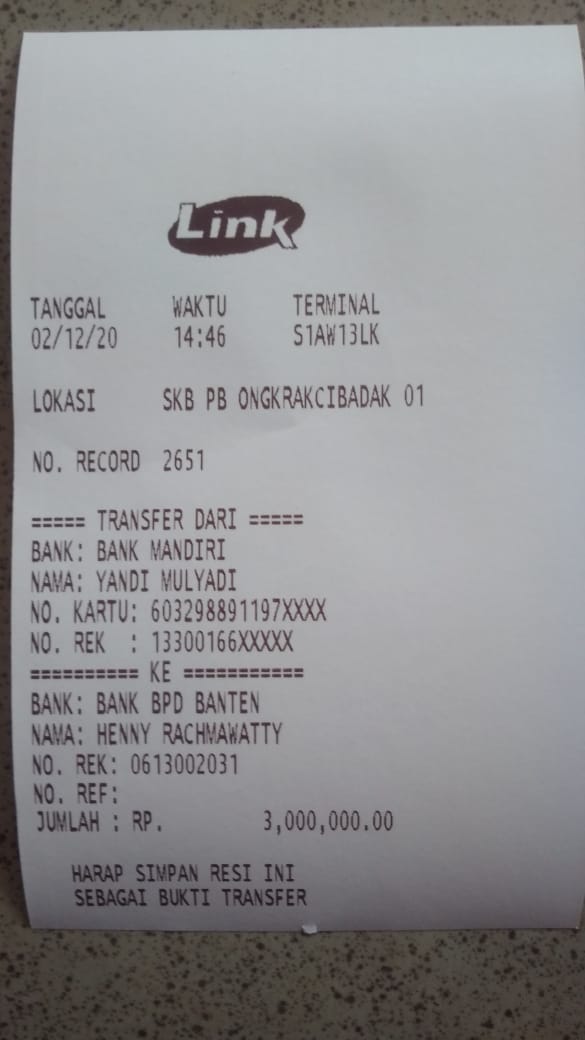 Link
TANGGAL WAKTU TERMINAL
02/12/20 14:46 S1AW13LK
LOKASI SKB PB ONGKRAKCIBADAK 01
NO. RECORD 2651
===== TRANSFER DARI =====
BANK: BANK MANDIRI
NAMA: YANDI MULYADI
NO. KARTU: 603298891197XXXX
NO. REK : 13300166XXXXX
========== KE ===========
BANK: BANK BPD BANTEN
NAMA: HENNY RACHMAWATTY
NO. REK: 0613002031
NO. REF:
JUMLAH : RP. 3,000,000.00
HARAP SIMPAN RESI INI
SEBAGAI BUKTI TRANSFER